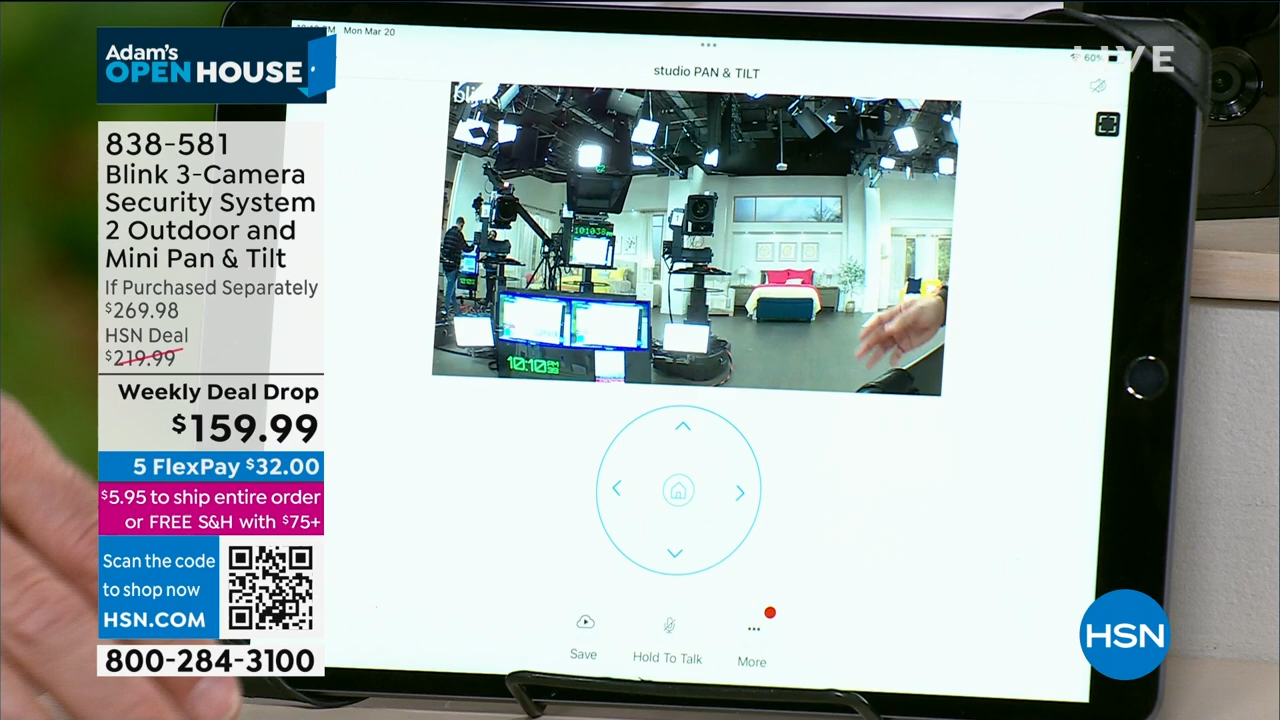 Adam's
OPEN HOUSE
838-581
Blink 3-Camera
Security System
2 Outdoor and
Mini Pan & Tilt
If Purchased Separately
$269.98
HSN Deal
$219.99
Weekly Deal Drop
$159.99
5 FlexPay $32.00
$5.95 to ship entire order
or FREE S&H with $75+
Scan the code
to shop now
HSN.COM
800-284-3100
Mon Mar 20
60%
LIVE
studio PAN & TILT
Save
Hold To Talk
More
HSN